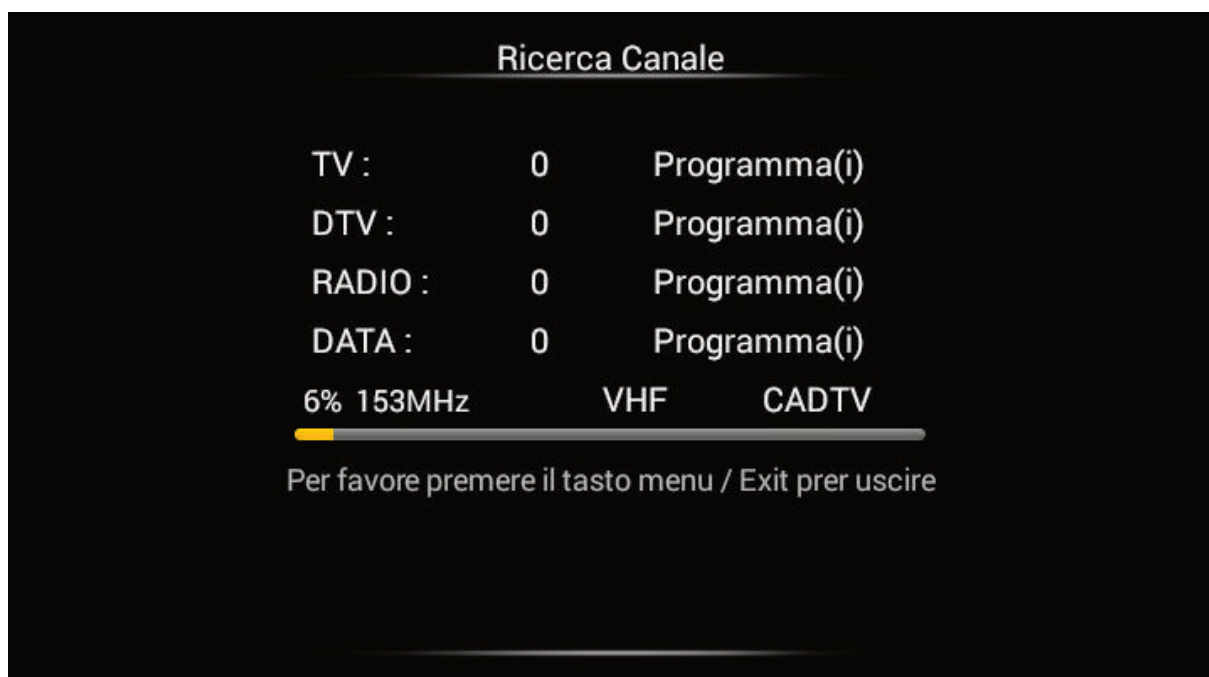 Ricerca Canale
TV : 0 Programma(i)
DTV : 0 Programma(i)
RADIO : 0 Programma(i)
DATA : 0 Programma(i)
6% 153MHz VHF CADTV
Per favore premere il tasto menu / Exit prer uscire